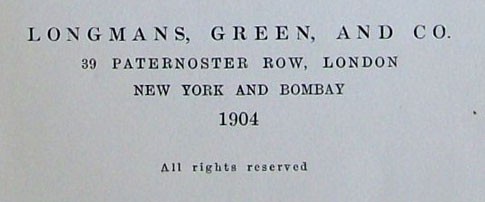 LONGMANS, GREEN, AND CO.
39 PATERNOSTER ROW, LONDON
NEW YORK AND BOMBAY
1904
All rights reserved